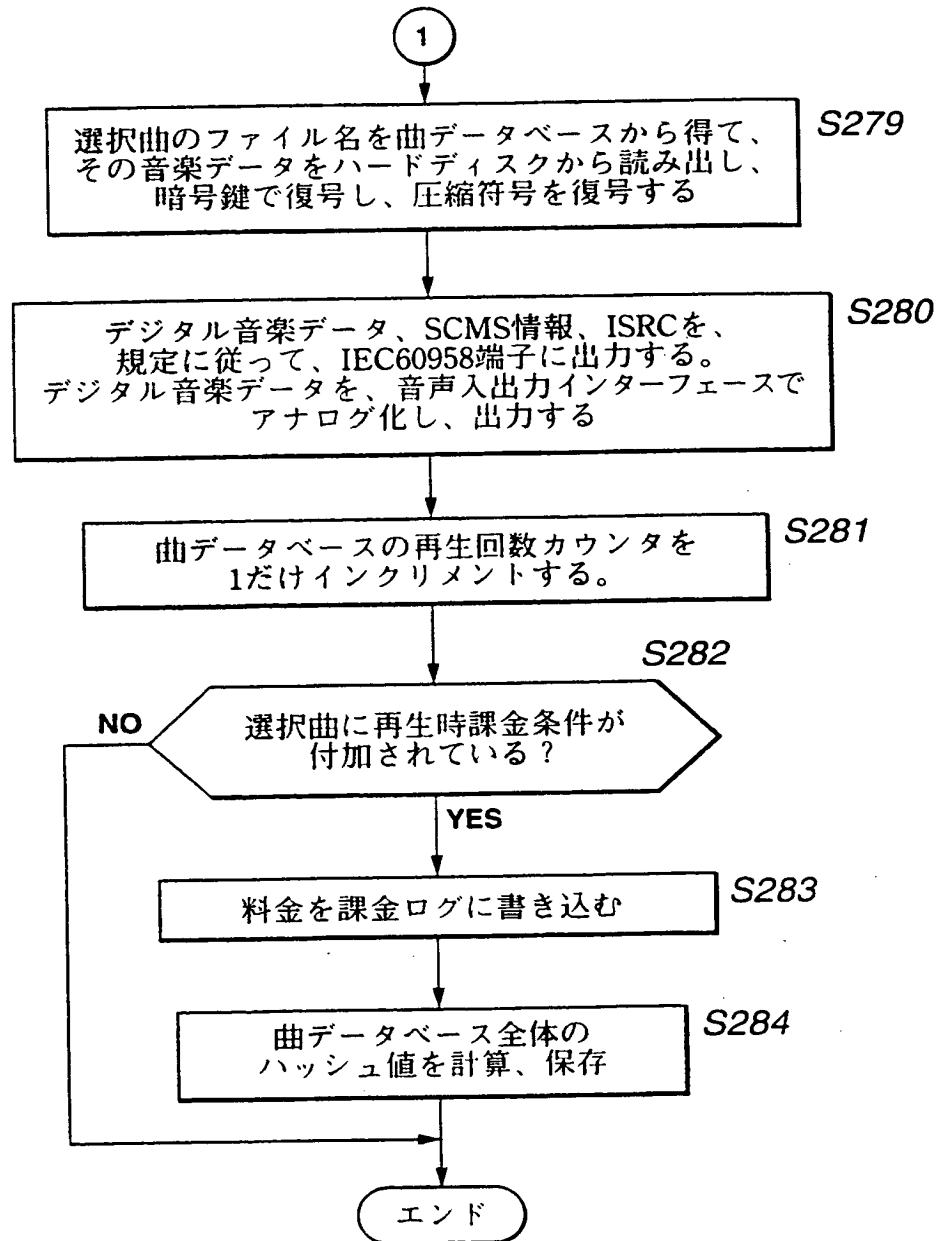 1
S279
選択曲のファイル名を曲データベースから得て、
その音楽データをハードディスクから読み出し、
暗号鍵で復号し、圧縮符号を復号する
S280
デジタル音楽データ、SCMS情報、ISRCを、
規定に従って、IEC60958端子に出力する。
デジタル音楽データを、音声入出力インターフェースで
アナログ化し、出力する
S281
曲データベースの再生回数カウンタを
1だけインクリメントする。
S282
NO
選択曲に再生時課金条件が
付加されている?
YES
S283
料金を課金ログに書き込む
S284
曲データベース全体の
ハッシュ値を計算、保存
エンド